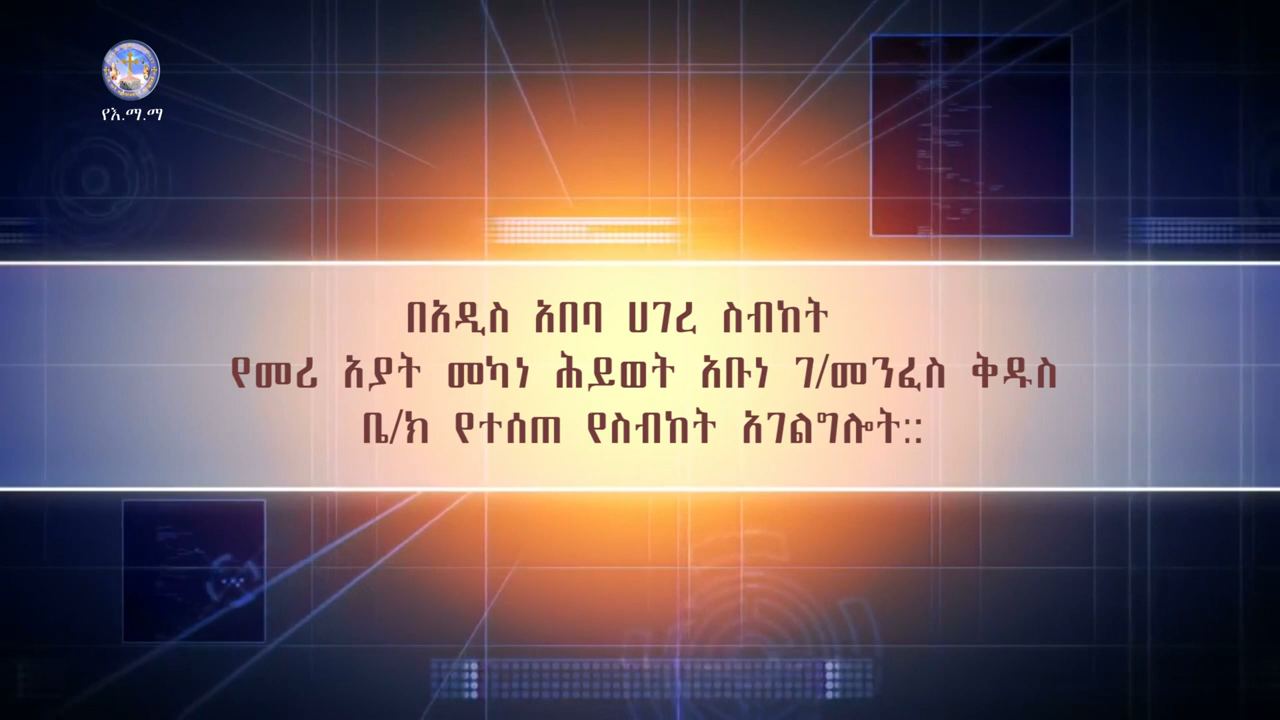 የእ.ማ.ማ
በአዲስ አበባ ሀገረ ስብከት
የመሪ አያት መካነ ሕይወት አቡነ ገ/መንፈስ ቅዱስ
ቤ/ክ የተሰጠ የስብከት አገልግሎት::